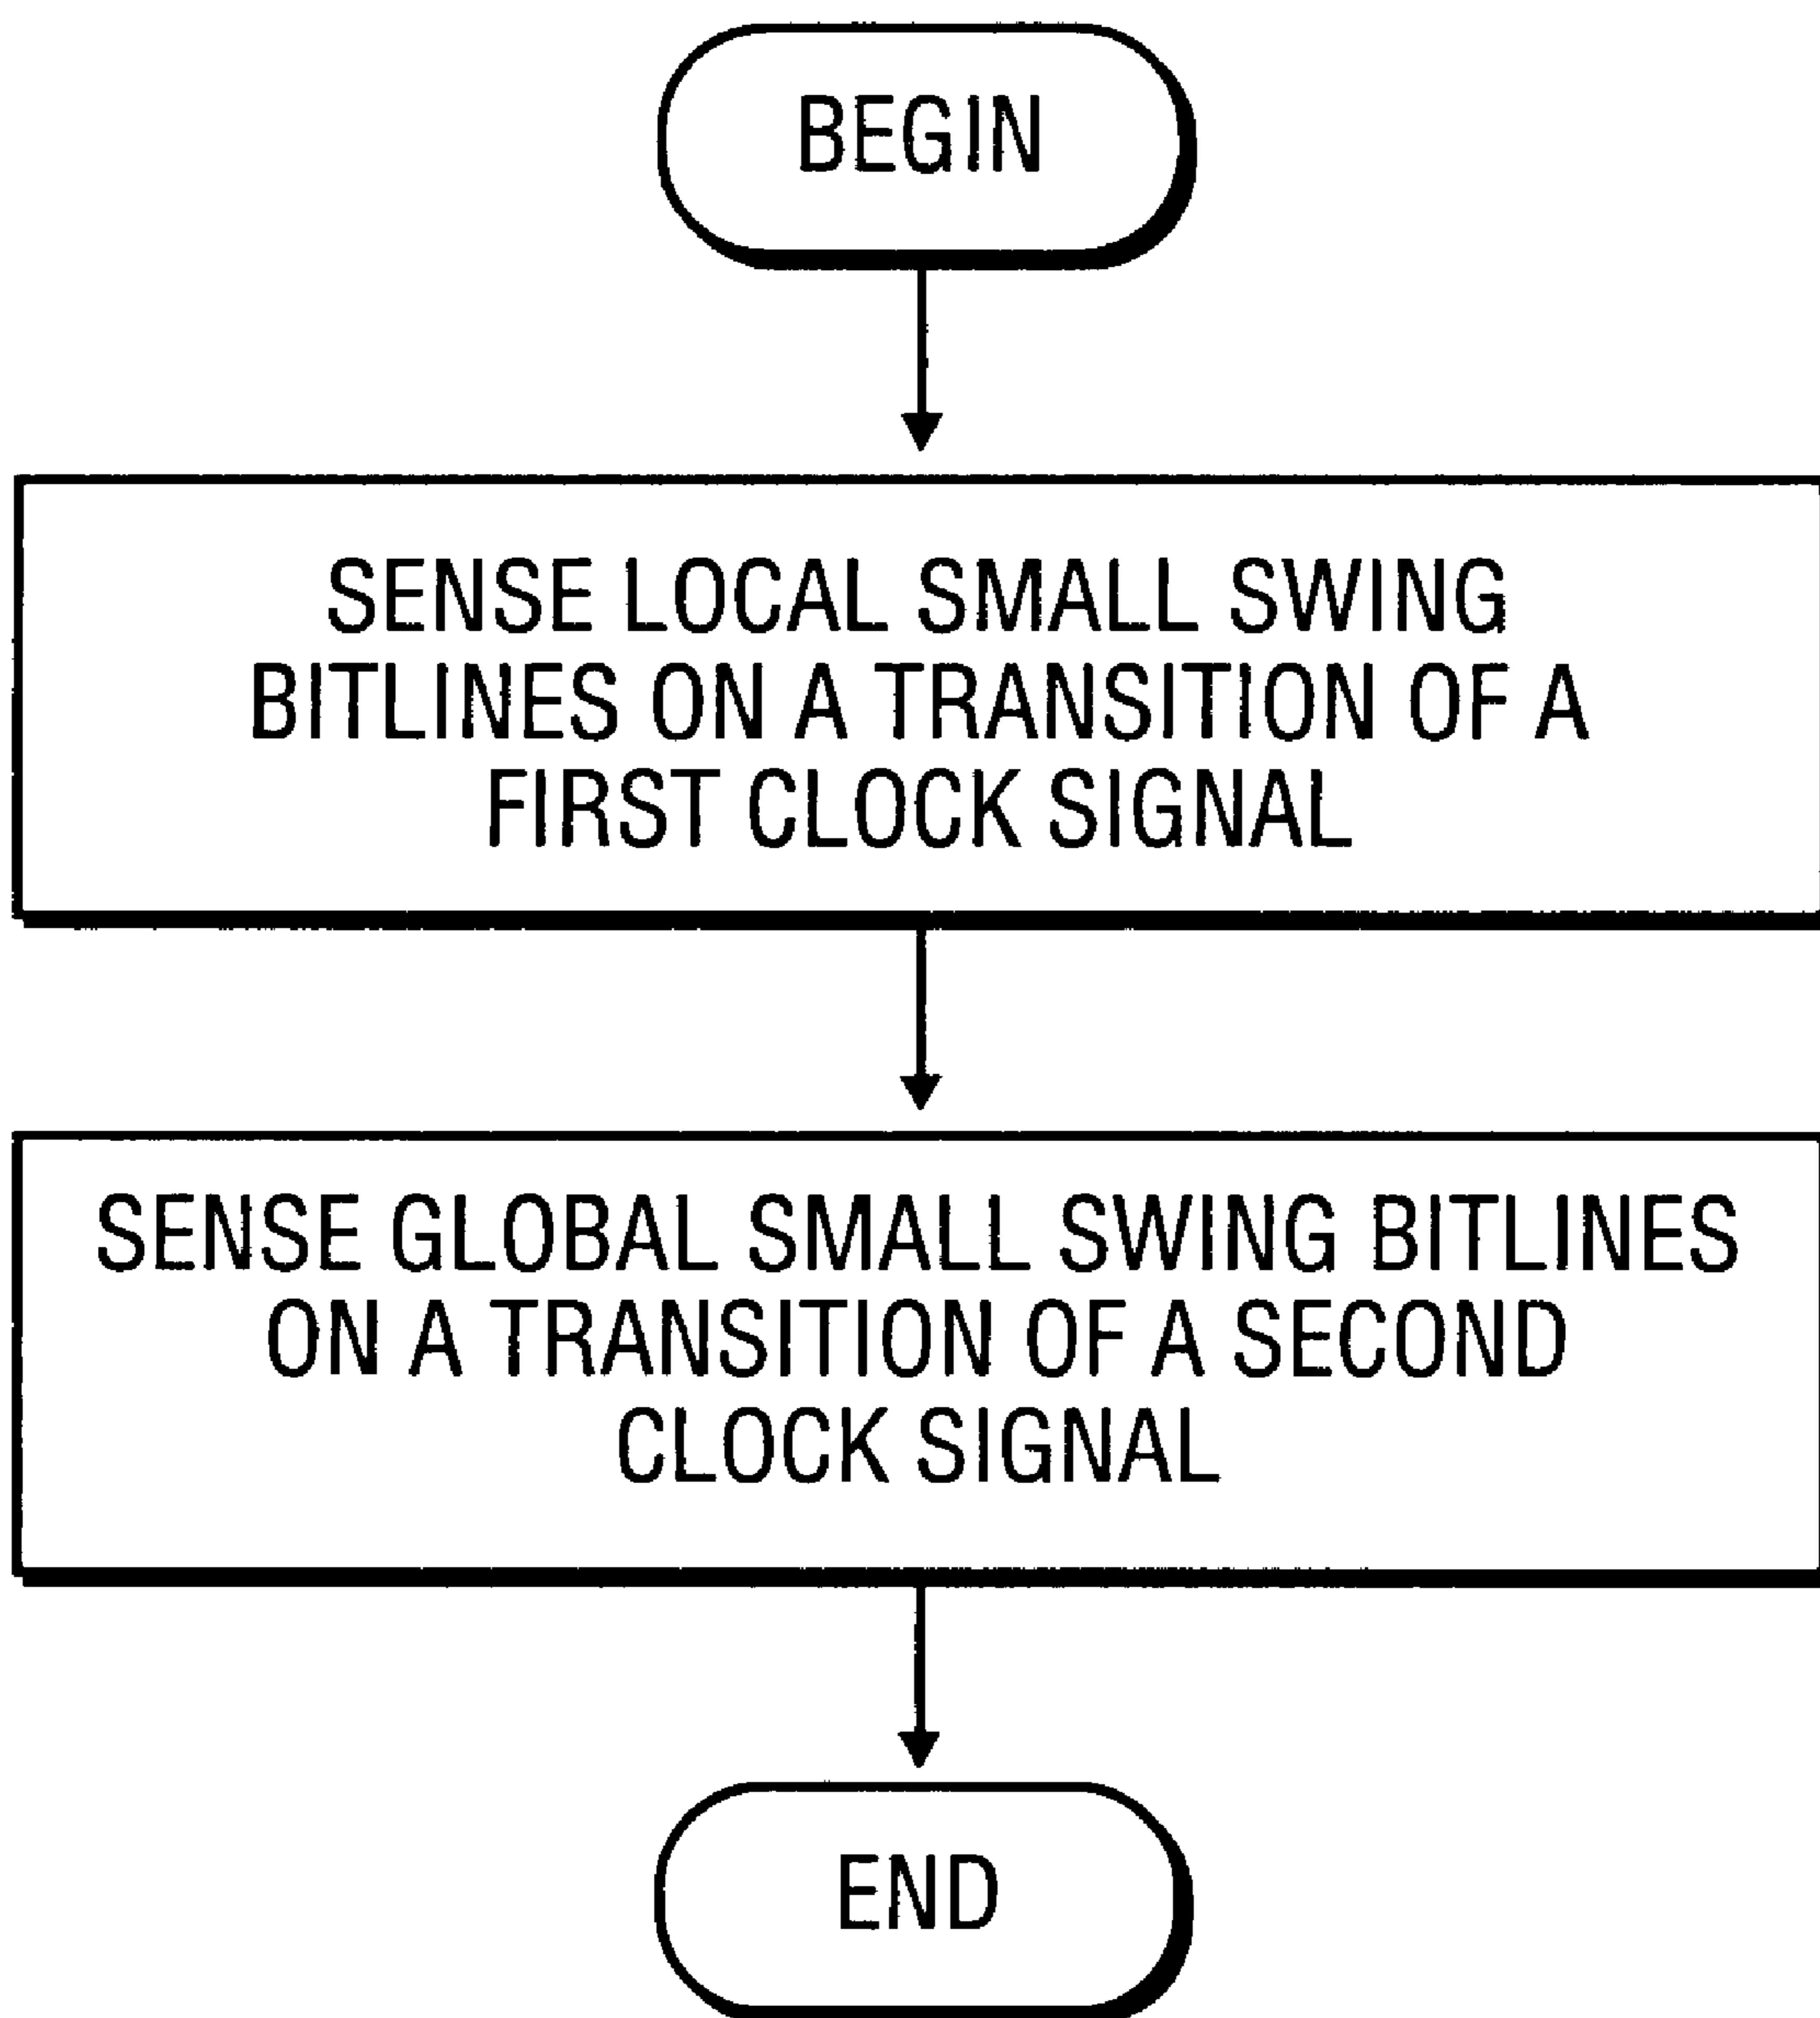 BEGIN
SENSE LOCAL SMALL SWING
BITLINES ON A TRANSITION OF A
FIRST CLOCK SIGNAL
SENSE GLOBAL SMALL SWING BITLINES
ON A TRANSITION OF A SECOND
CLOCK SIGNAL
END